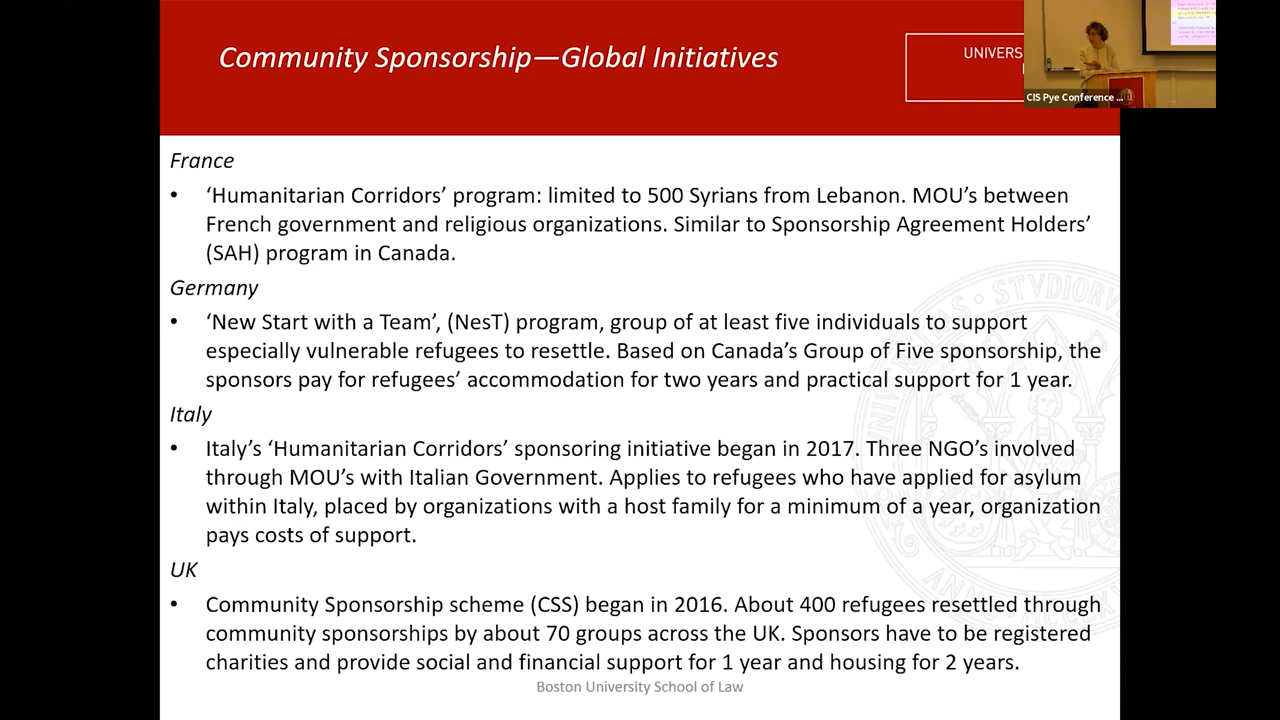 Community Sponsorship—Global Initiatives
UNIVERS
CIS Pye Conference ...
France
• ‘Humanitarian Corridors’ program: limited to 500 Syrians from Lebanon. MOU’s between
French government and religious organizations. Similar to Sponsorship Agreement Holders’
(SAH) program in Canada.
Germany
• ‘New Start with a Team’, (NesT) program, group of at least five individuals to support
especially vulnerable refugees to resettle. Based on Canada’s Group of Five sponsorship, the
sponsors pay for refugees’ accommodation for two years and practical support for 1 year.
Italy
• Italy’s ‘Humanitarian Corridors’ sponsoring initiative began in 2017. Three NGO’s involved
through MOU’s with Italian Government. Applies to refugees who have applied for asylum
within Italy, placed by organizations with a host family for a minimum of a year, organization
pays costs of support.
UK
• Community Sponsorship scheme (CSS) began in 2016. About 400 refugees resettled through
community sponsorships by about 70 groups across the UK. Sponsors have to be registered
charities and provide social and financial support for 1 year and housing for 2 years.
Boston University School of Law